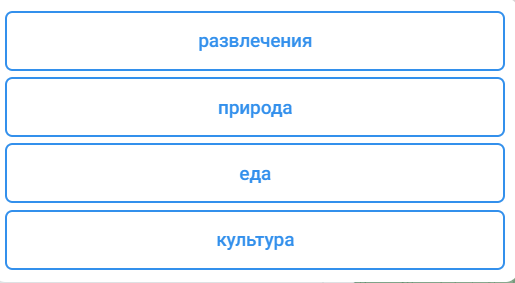 развлечения
природа
еда
культура